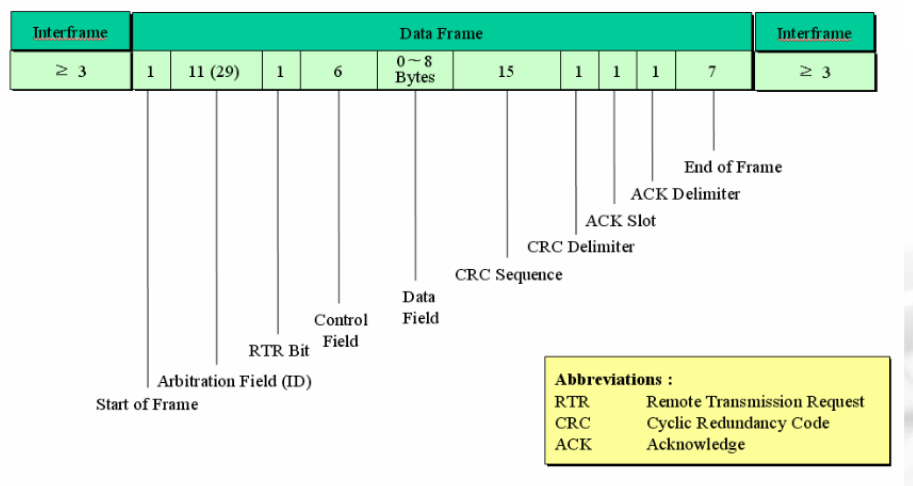 Interframe Data Frame Interframe
≥ 3 1 11 (29) 1 6 0～8 Bytes 15 1 1 1 7 ≥ 3
End of Frame
ACK Delimiter
ACK Slot
CRC Delimiter
CRC Sequence
Data
Field
Control
Field
RTR Bit
Arbitration Field (ID)
Start of Frame
Abbreviations :
RTR Remote Transmission Request
CRC Cyclic Redundancy Code
ACK Acknowledge